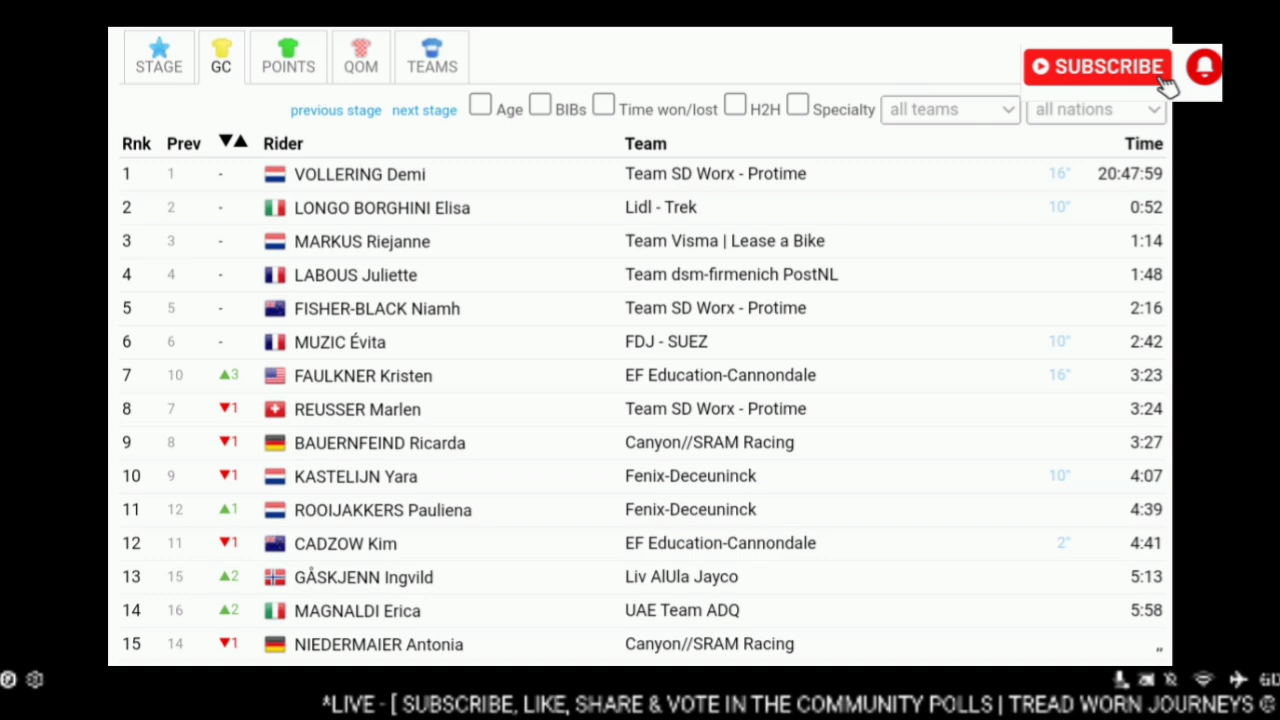 STAGE GC POINTS QOM TEAMS
SUBSCRIBE
previous stage next stage Age BIBs Time won/lost H2H Specialty all teams all nations
Rnk Prev ▼▲ Rider Team Time
1 1 - VOLLERING Demi Team SD Worx - Protime 16" 20:47:59
2 2 - LONGO BORGHINI Elisa Lidl - Trek 10" 0:52
3 3 - MARKUS Riejanne Team Visma | Lease a Bike 1:14
4 4 - LABOUS Juliette Team dsm-firmenich PostNL 1:48
5 5 - FISHER-BLACK Niamh Team SD Worx - Protime 2:16
6 6 - MUZIC Évita FDJ - SUEZ 10" 2:42
7 10 ▲3 FAULKNER Kristen EF Education-Cannondale 16" 3:23
8 7 ▼1 REUSSER Marlen Team SD Worx - Protime 3:24
9 8 ▼1 BAUERNFEIND Ricarda Canyon//SRAM Racing 3:27
10 9 ▼1 KASTELIJN Yara Fenix-Deceuninck 10" 4:07
11 12 ▲1 ROOIJAKKERS Pauliena Fenix-Deceuninck 4:39
12 11 ▼1 CADZOW Kim EF Education-Cannondale 2" 4:41
13 15 ▲2 GÅSKJENN Ingvild Liv AlUla Jayco 5:13
14 16 ▲2 MAGNALDI Erica UAE Team ADQ 5:58
15 14 ▼1 NIEDERMAIER Antonia Canyon//SRAM Racing ,,
*LIVE - [ SUBSCRIBE, LIKE, SHARE & VOTE IN THE COMMUNITY POLLS | TREAD WORN JOURNEYS ©